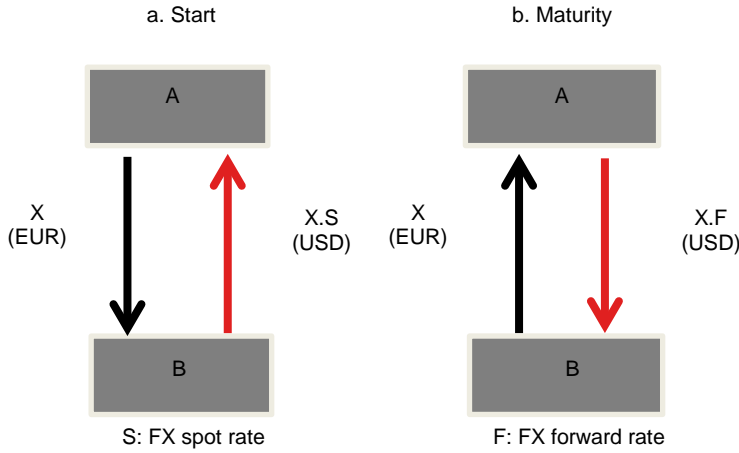 a. Start
b. Maturity
A
A
X
(EUR)
X.S
(USD)
X
(EUR)
X.F
(USD)
B
B
S: FX spot rate
F: FX forward rate